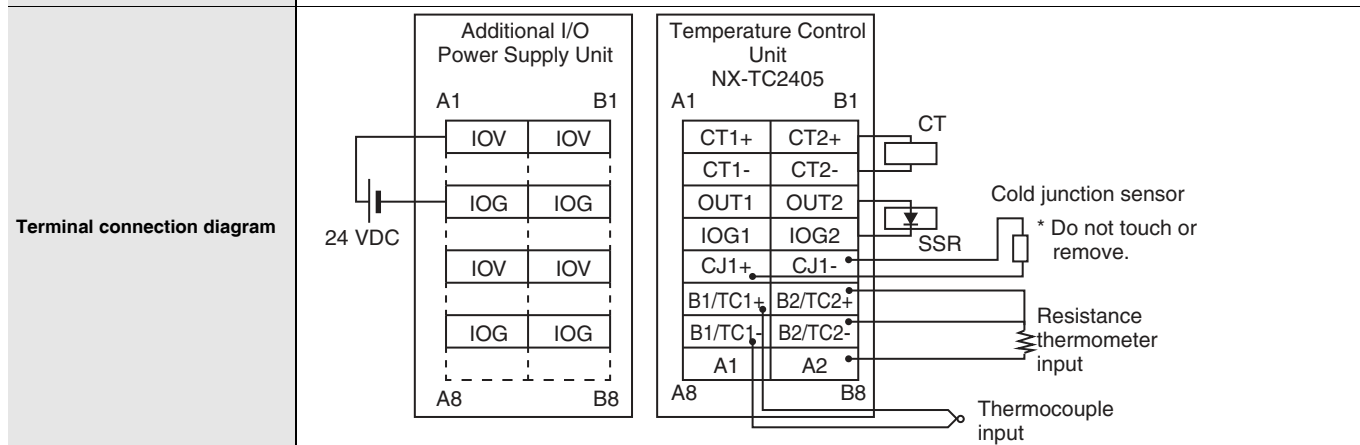 Terminal connection diagram
Additional I/O
Power Supply Unit
A1 B1
IOV IOV
IOG IOG
IOV IOV
IOG IOG
A8 B8
24 VDC
Temperature Control
Unit
NX-TC2405
A1 B1
CT1+ CT2+
CT1- CT2-
OUT1 OUT2
IOG1 IOG2
CJ1+ CJ1-
B1/TC1+ B2/TC2+
B1/TC1- B2/TC2-
A1 A2
A8 B8
CT
SSR
Cold junction sensor
* Do not touch or
remove.
Resistance
thermometer
input
Thermocouple
input